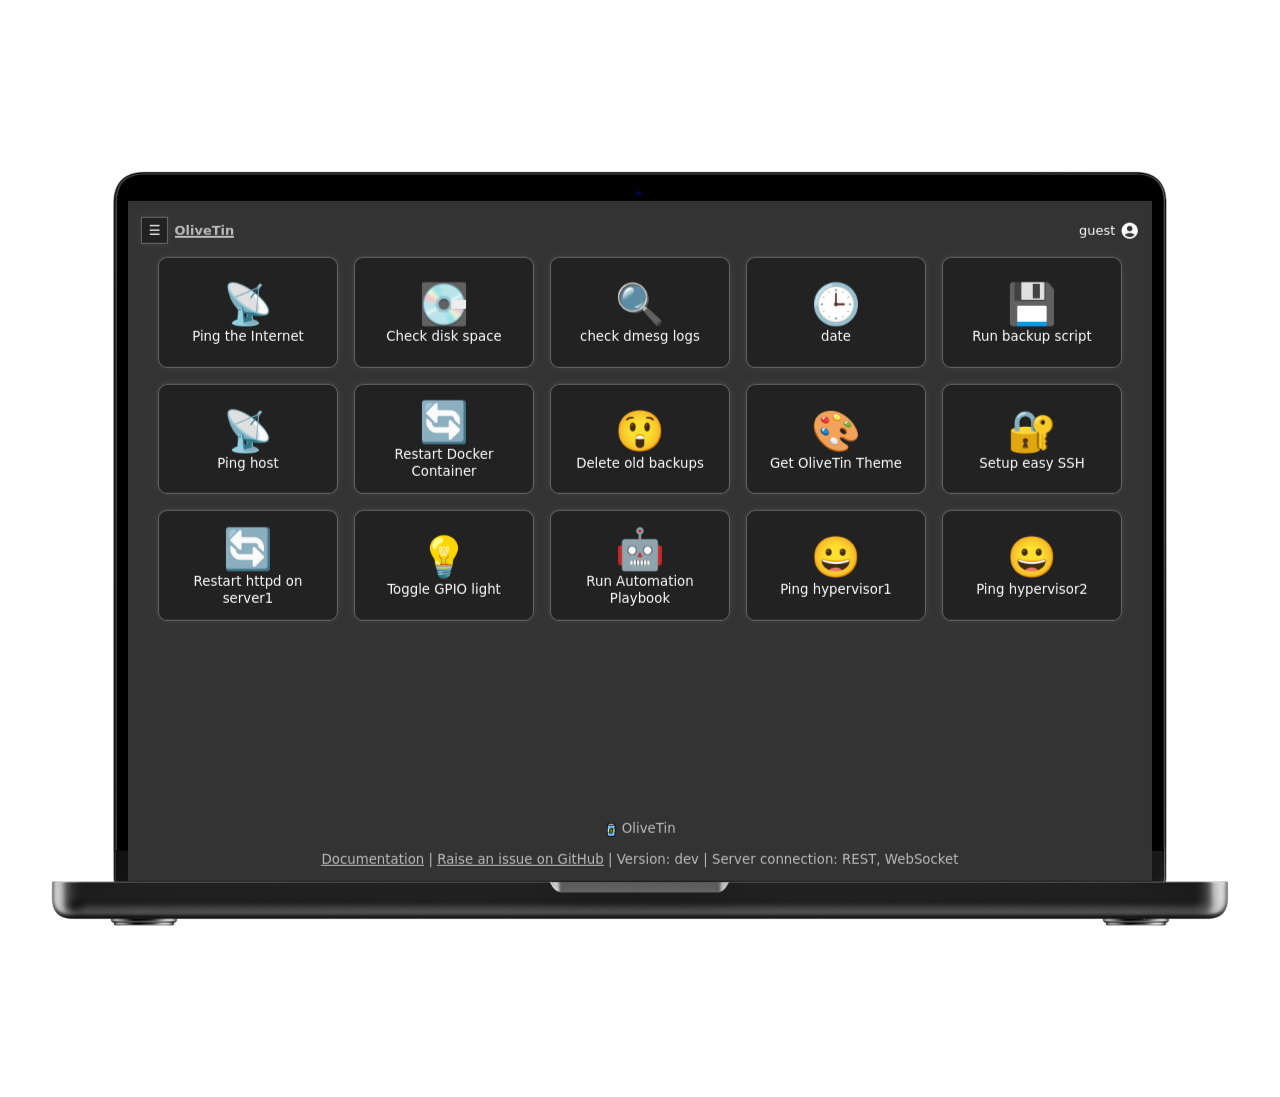 ☰ OliveTin
guest
Ping the Internet
Check disk space
check dmesg logs
date
Run backup script
Ping host
Restart Docker
Container
Delete old backups
Get OliveTin Theme
Setup easy SSH
Restart httpd on
server1
Toggle GPIO light
Run Automation
Playbook
Ping hypervisor1
Ping hypervisor2
OliveTin
Documentation | Raise an issue on GitHub | Version: dev | Server connection: REST, WebSocket